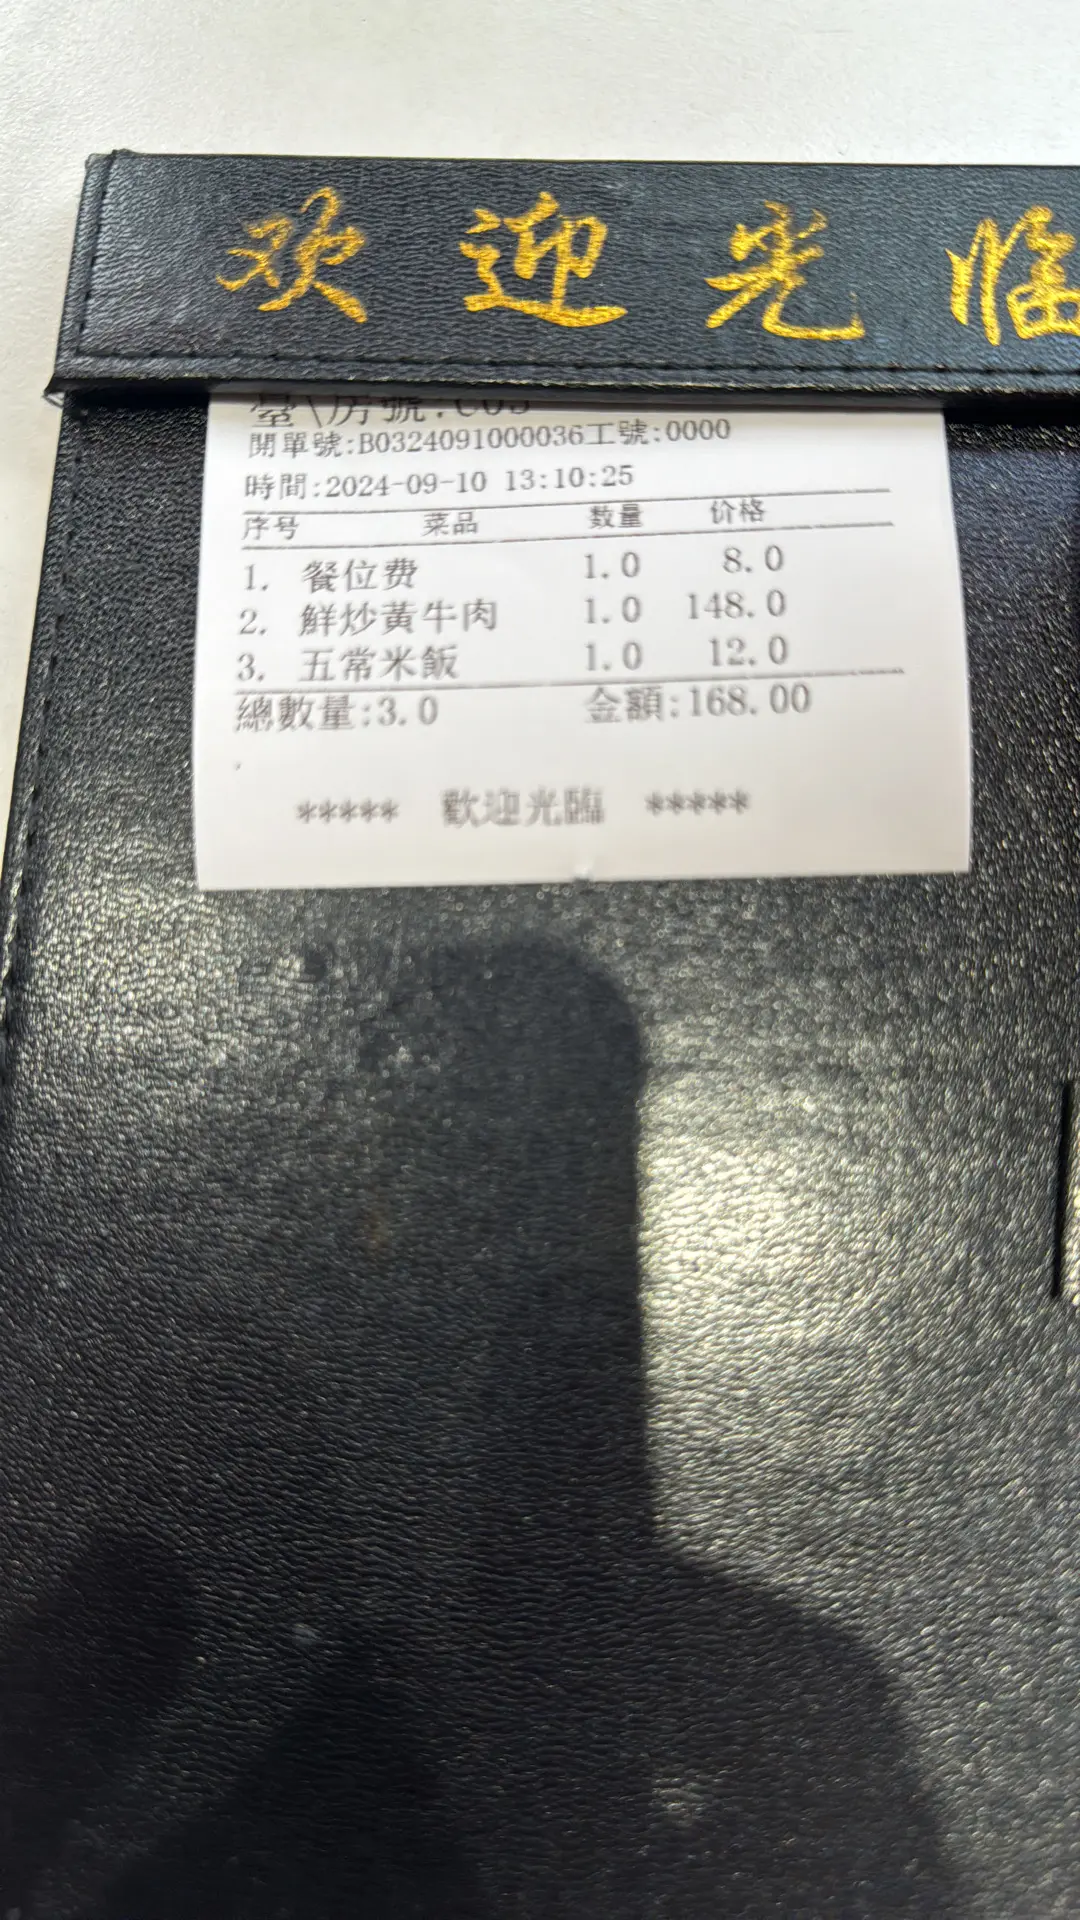 欢迎光临
臺\房號:C03
開單號:B0324091000036工號:0000
時間:2024-09-10 13:10:25
序号 菜品 数量 价格
1. 餐位费 1.0 8.0
2. 鮮炒黃牛肉 1.0 148.0
3. 五常米飯 1.0 12.0
總數量:3.0 金額:168.00
***** 歡迎光臨 *****